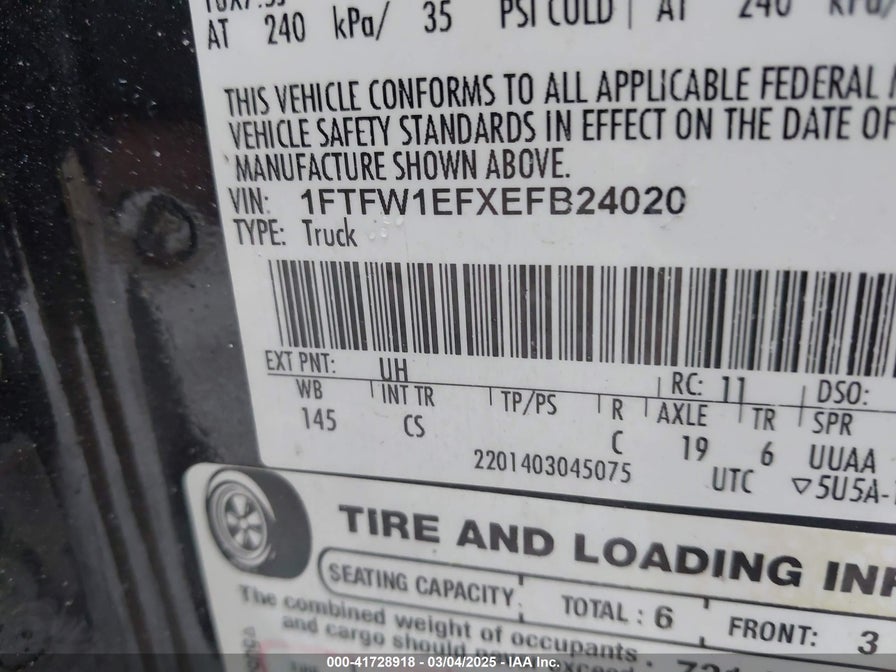 AT 240 kPa/ 35 PSI COLD | AT 240 kPa/
THIS VEHICLE CONFORMS TO ALL APPLICABLE FEDERAL
VEHICLE SAFETY STANDARDS IN EFFECT ON THE DATE OF
MANUFACTURE SHOWN ABOVE.
VIN: 1FTFW1EFXEFB24020
TYPE: Truck
EXT PNT: UH RC: 11 DSO:
WB INT TR TP/PS R AXLE TR SPR
145 CS C 19 6 UUAA
2201403045075 UTC ▽5U5A-
TIRE AND LOADING
SEATING CAPACITY TOTAL : 6 FRONT: 3
The combined weight of occupants
and cargo should
000-41728918 - 03/04/2025 - IAA Inc.